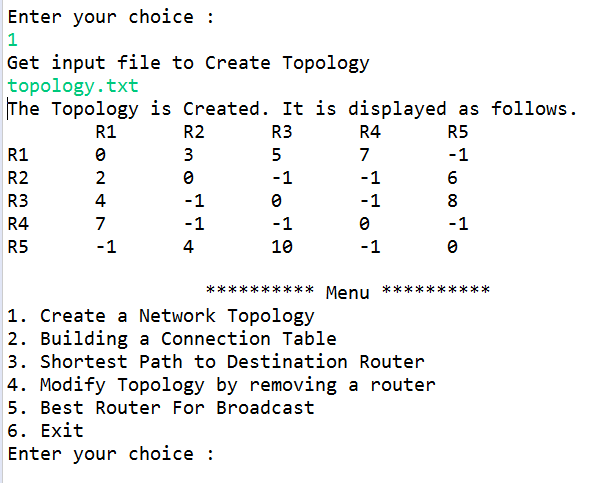 Enter your choice :
1
Get input file to Create Topology
topology.txt
The Topology is Created. It is displayed as follows.
R1 R2 R3 R4 R5
R1 0 3 5 7 -1
R2 2 0 -1 -1 6
R3 4 -1 0 -1 8
R4 7 -1 -1 0 -1
R5 -1 4 10 -1 0
********** Menu **********
1. Create a Network Topology
2. Building a Connection Table
3. Shortest Path to Destination Router
4. Modify Topology by removing a router
5. Best Router For Broadcast
6. Exit
Enter your choice :